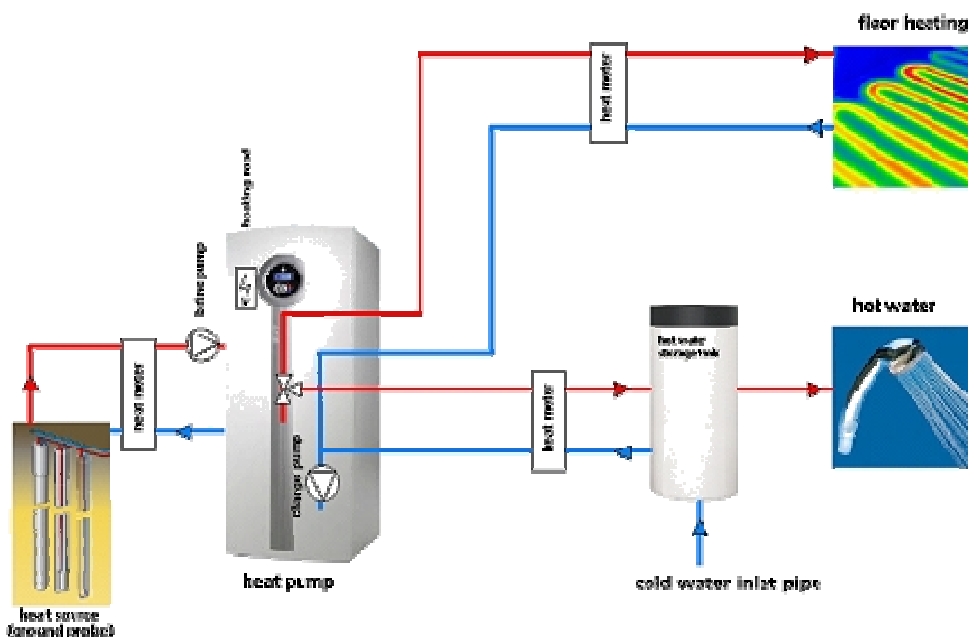 floor heating
heat meter
heating road
brine pump
hot water
hot water
storage tank
heat meter
heat meter
charge pump
heat pump
cold water inlet pipe
heat source
(ground probe)